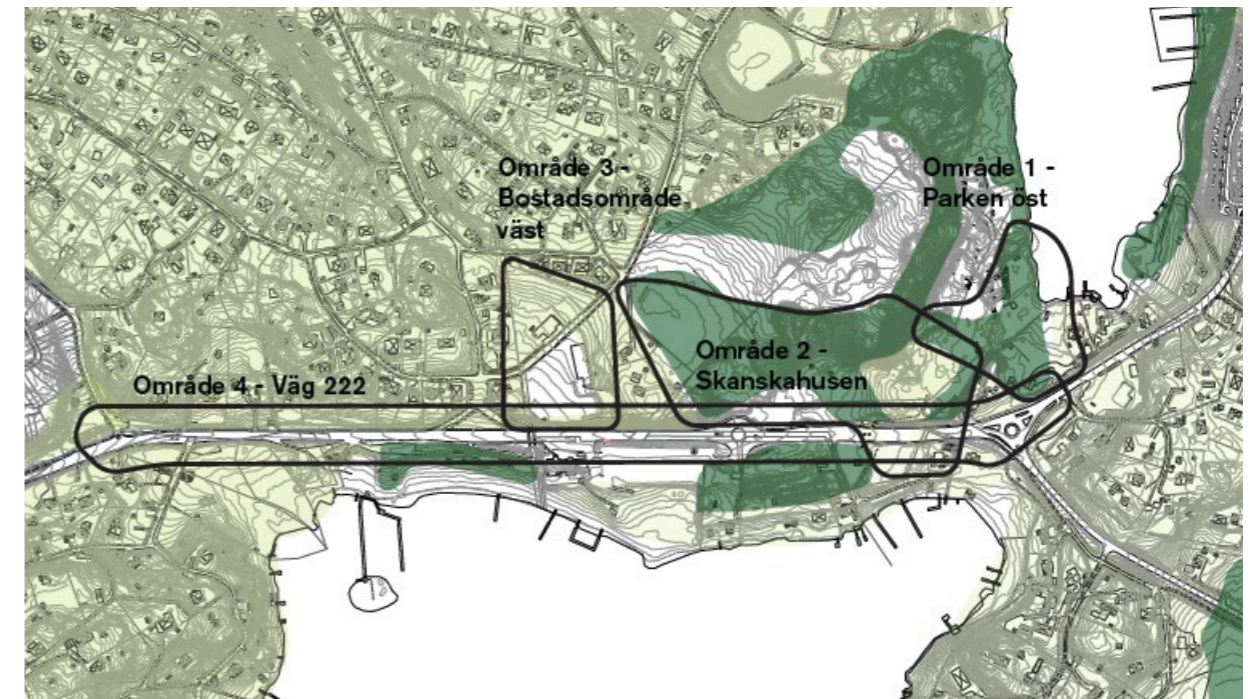 Område 3 -
Bostadsområde
väst
Område 1 -
Parken öst
Område 2 -
Skanskahusen
Område 4 - Väg 222